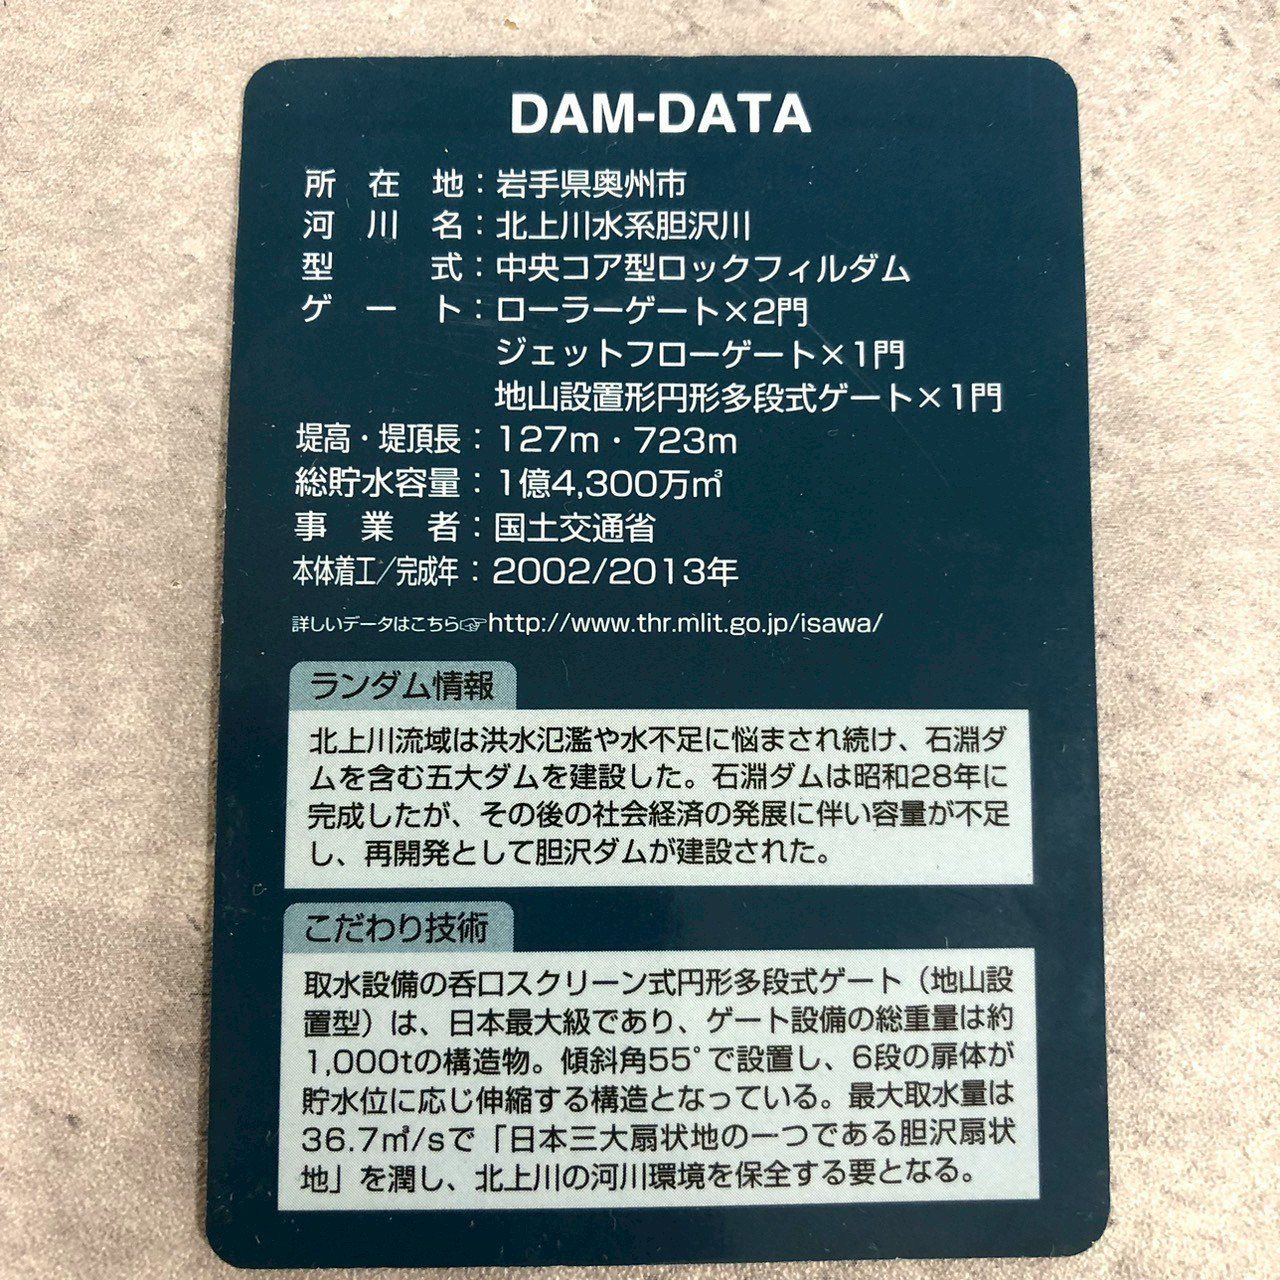 DAM-DATA
所在地：岩手県奥州市
河川名：北上川水系胆沢川
型式：中央コア型ロックフィルダム
ゲート：ローラーゲート×2門
ジェットフローゲート×1門
地山設置形円形多段式ゲート×1門
堤高・堤頂長：127m・723m
総貯水容量：1億4,300万㎥
事業者：国土交通省
本体着工/完成年：2002/2013年
詳しいデータはこちら☞http://www.thr.mlit.go.jp/isawa/
ランダム情報
北上川流域は洪水氾濫や水不足に悩まされ続け、石淵ダ
ムを含む五大ダムを建設した。石淵ダムは昭和28年に
完成したが、その後の社会経済の発展に伴い容量が不足
し、再開発として胆沢ダムが建設された。
こだわり技術
取水設備の呑口スクリーン式円形多段式ゲート（地山設
置型）は、日本最大級であり、ゲート設備の総重量は約
1,000tの構造物。傾斜角55°で設置し、6段の扉体が
貯水位に応じ伸縮する構造となっている。最大取水量は
36.7㎥/sで「日本三大扇状地の一つである胆沢扇状
地」を潤し、北上川の河川環境を保全する要となる。